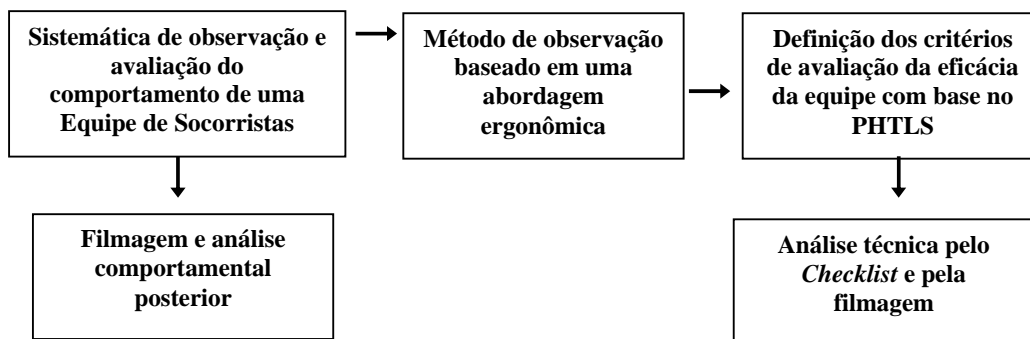 Sistemática de observação e
avaliação do
comportamento de uma
Equipe de Socorristas
Método de observação
baseado em uma
abordagem
ergonômica
Definição dos critérios
de avaliação da eficácia
da equipe com base no
PHTLS
Filmagem e análise
comportamental
posterior
Análise técnica pelo
Checklist e pela
filmagem